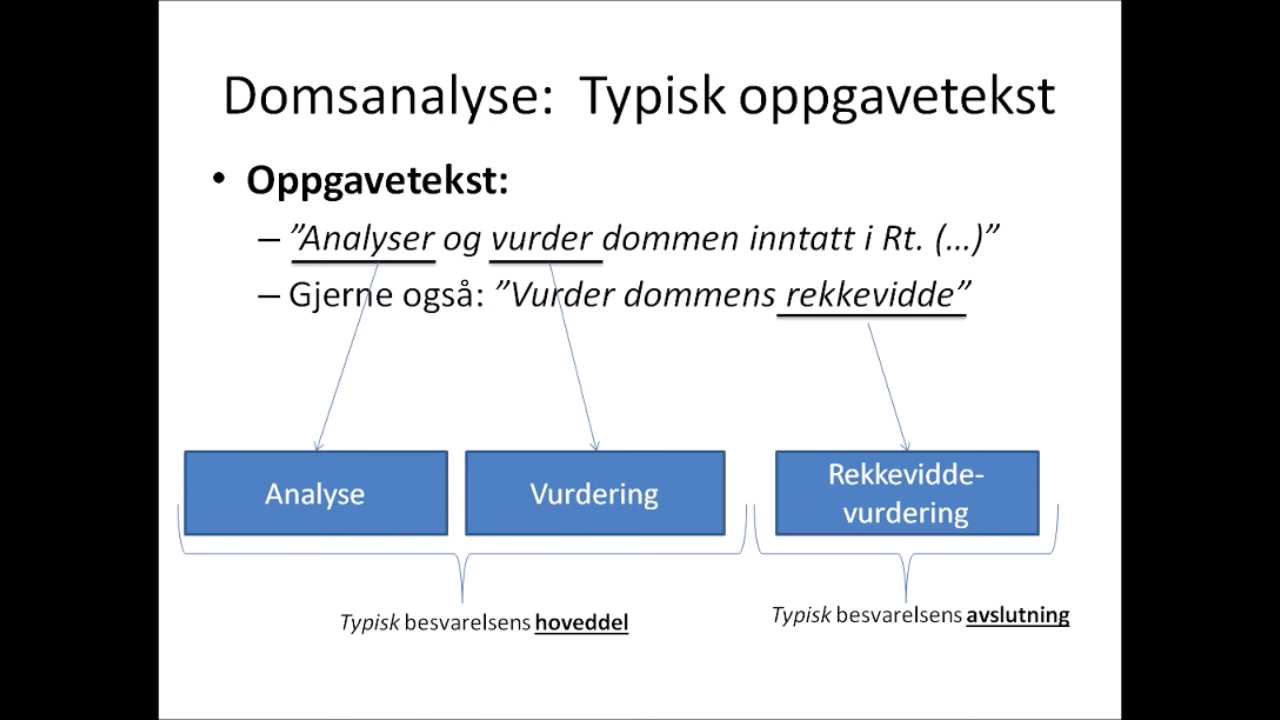 Domsanalyse: Typisk oppgavetekst
• Oppgavetekst:
– ”Analyser og vurder dommen inntatt i Rt. (…)”
– Gjerne også: ”Vurder dommens rekkevidde”
Analyse
Vurdering
Rekkevidde-
vurdering
Typisk besvarelsens hoveddel
Typisk besvarelsens avslutning